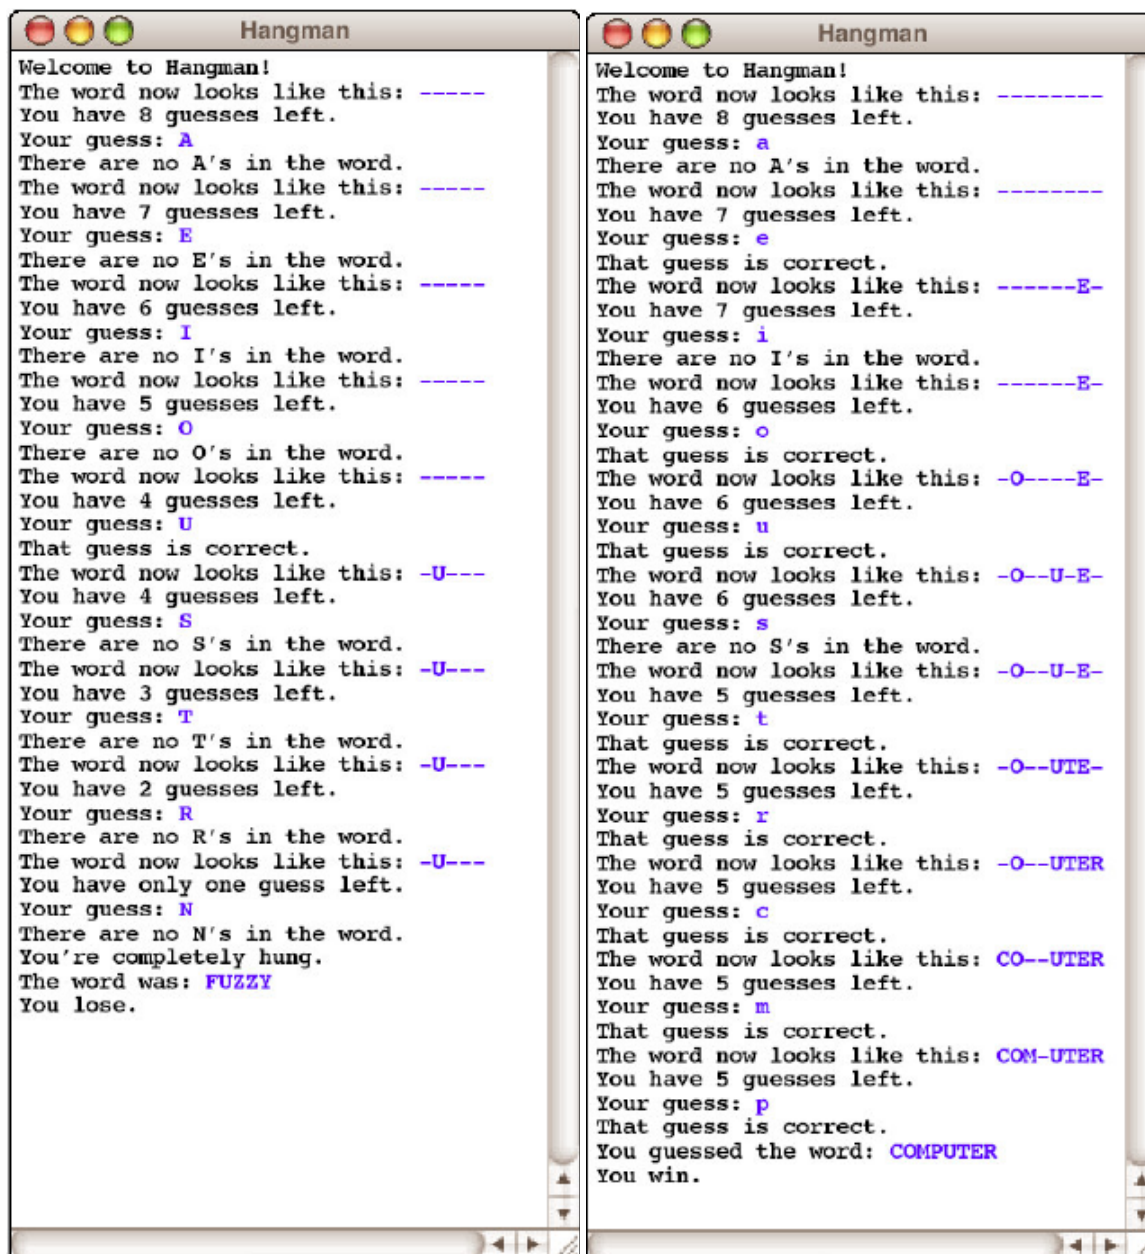 Hangman
Welcome to Hangman!
The word now looks like this: -----
You have 8 guesses left.
Your guess: A
There are no A's in the word.
The word now looks like this: -----
You have 7 guesses left.
Your guess: E
There are no E's in the word.
The word now looks like this: -----
You have 6 guesses left.
Your guess: I
There are no I's in the word.
The word now looks like this: -----
You have 5 guesses left.
Your guess: O
There are no O's in the word.
The word now looks like this: -----
You have 4 guesses left.
Your guess: U
That guess is correct.
The word now looks like this: -U---
You have 4 guesses left.
Your guess: S
There are no S's in the word.
The word now looks like this: -U---
You have 3 guesses left.
Your guess: T
There are no T's in the word.
The word now looks like this: -U---
You have 2 guesses left.
Your guess: R
There are no R's in the word.
The word now looks like this: -U---
You have only one guess left.
Your guess: N
There are no N's in the word.
You're completely hung.
The word was: FUZZY
You lose.
Hangman
Welcome to Hangman!
The word now looks like this: --------
You have 8 guesses left.
Your guess: a
There are no A's in the word.
The word now looks like this: --------
You have 7 guesses left.
Your guess: e
That guess is correct.
The word now looks like this: ------E-
You have 7 guesses left.
Your guess: i
There are no I's in the word.
The word now looks like this: ------E-
You have 6 guesses left.
Your guess: o
That guess is correct.
The word now looks like this: -O----E-
You have 6 guesses left.
Your guess: u
That guess is correct.
The word now looks like this: -O--U-E-
You have 6 guesses left.
Your guess: s
There are no S's in the word.
The word now looks like this: -O--U-E-
You have 5 guesses left.
Your guess: t
That guess is correct.
The word now looks like this: -O--UTE-
You have 5 guesses left.
Your guess: r
That guess is correct.
The word now looks like this: -O--UTER
You have 5 guesses left.
Your guess: c
That guess is correct.
The word now looks like this: CO--UTER
You have 5 guesses left.
Your guess: m
That guess is correct.
The word now looks like this: COM-UTER
You have 5 guesses left.
Your guess: p
That guess is correct.
You guessed the word: COMPUTER
You win.